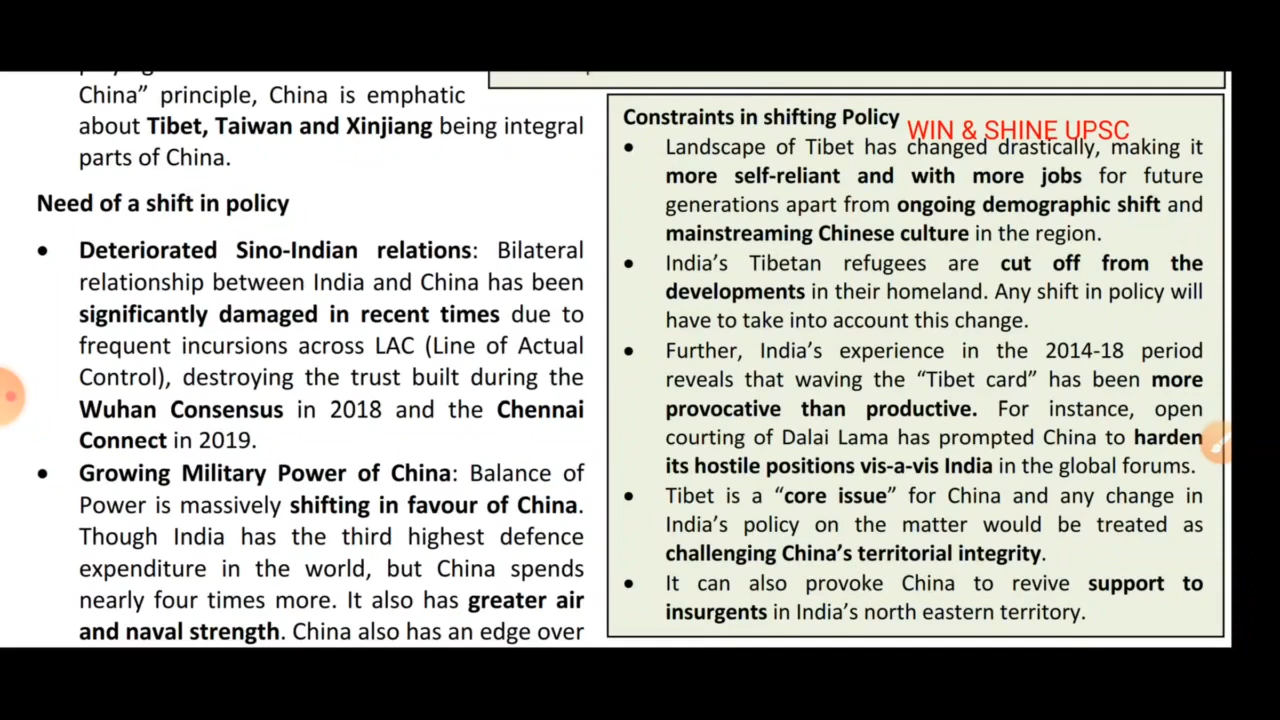 China” principle, China is emphatic
about Tibet, Taiwan and Xinjiang being integral
parts of China.
Need of a shift in policy
• Deteriorated Sino-Indian relations: Bilateral
relationship between India and China has been
significantly damaged in recent times due to
frequent incursions across LAC (Line of Actual
Control), destroying the trust built during the
Wuhan Consensus in 2018 and the Chennai
Connect in 2019.
• Growing Military Power of China: Balance of
Power is massively shifting in favour of China.
Though India has the third highest defence
expenditure in the world, but China spends
nearly four times more. It also has greater air
and naval strength. China also has an edge over
Constraints in shifting Policy
WIN & SHINE UPSC
• Landscape of Tibet has changed drastically, making it
more self-reliant and with more jobs for future
generations apart from ongoing demographic shift and
mainstreaming Chinese culture in the region.
• India’s Tibetan refugees are cut off from the
developments in their homeland. Any shift in policy will
have to take into account this change.
• Further, India’s experience in the 2014-18 period
reveals that waving the “Tibet card” has been more
provocative than productive. For instance, open
courting of Dalai Lama has prompted China to harden
its hostile positions vis-a-vis India in the global forums.
• Tibet is a “core issue” for China and any change in
India’s policy on the matter would be treated as
challenging China’s territorial integrity.
• It can also provoke China to revive support to
insurgents in India’s north eastern territory.